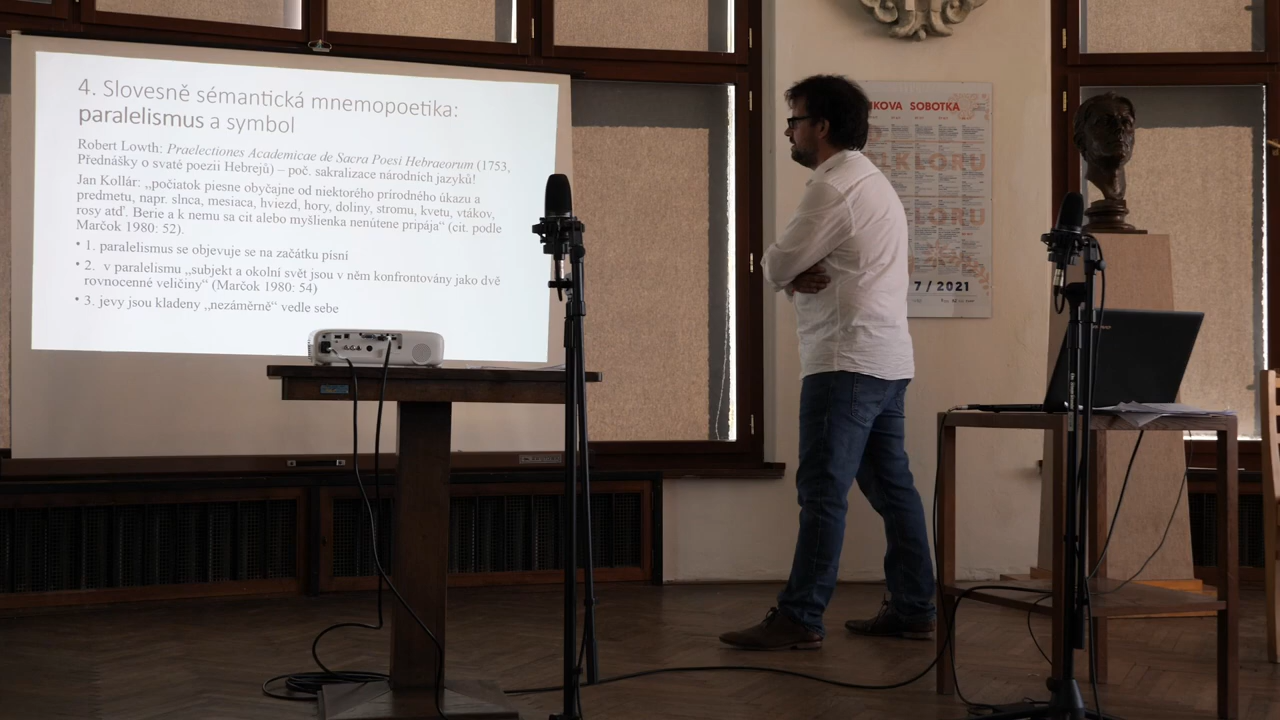 4. Slovesně sémantická mnemopoetika:
paralelismus a symbol
Robert Lowth: Praelectiones Academicae de Sacra Poesi Hebraeorum (1753,
Přednášky o svaté poezii Hebrejů) – poč. sakralizace národních jazyků!
Jan Kollár: „počiatok piesne obyčajne od niektorého prírodného úkazu a
predmetu, napr. slnca, mesiaca, hviezd, hory, doliny, stromu, kvetu, vtákov,
rosy atď. Berie a k nemu sa cit alebo myšlienka nenútene pripája“ (cit. podle
Marčok 1980: 52).
• 1. paralelismus se objevuje se na začátku písní
• 2. v paralelismu „subjekt a okolní svět jsou v něm konfrontovány jako dvě
rovnocenné veličiny“ (Marčok 1980: 54)
• 3. jevy jsou kladeny „nezáměrně“ vedle sebe
IKOVA SOBOTKA
KLORU
LORU
7 / 2021